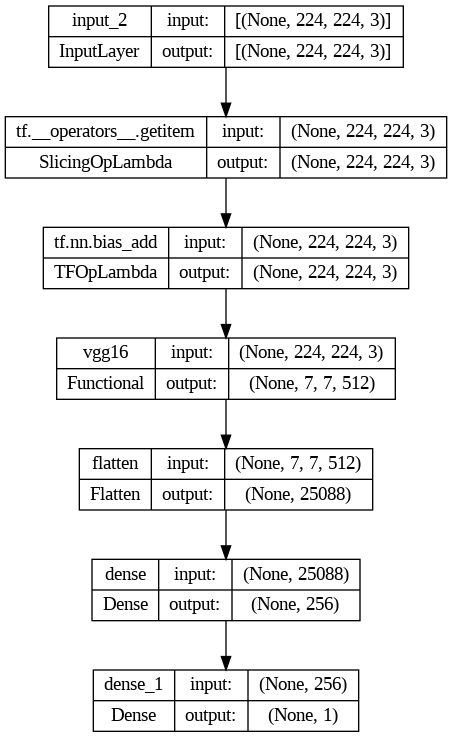 input_2 input: [(None, 224, 224, 3)]
InputLayer output: [(None, 224, 224, 3)]
tf.__operators__.getitem input: (None, 224, 224, 3)
SlicingOpLambda output: (None, 224, 224, 3)
tf.nn.bias_add input: (None, 224, 224, 3)
TFOpLambda output: (None, 224, 224, 3)
vgg16 input: (None, 224, 224, 3)
Functional output: (None, 7, 7, 512)
flatten input: (None, 7, 7, 512)
Flatten output: (None, 25088)
dense input: (None, 25088)
Dense output: (None, 256)
dense_1 input: (None, 256)
Dense output: (None, 1)